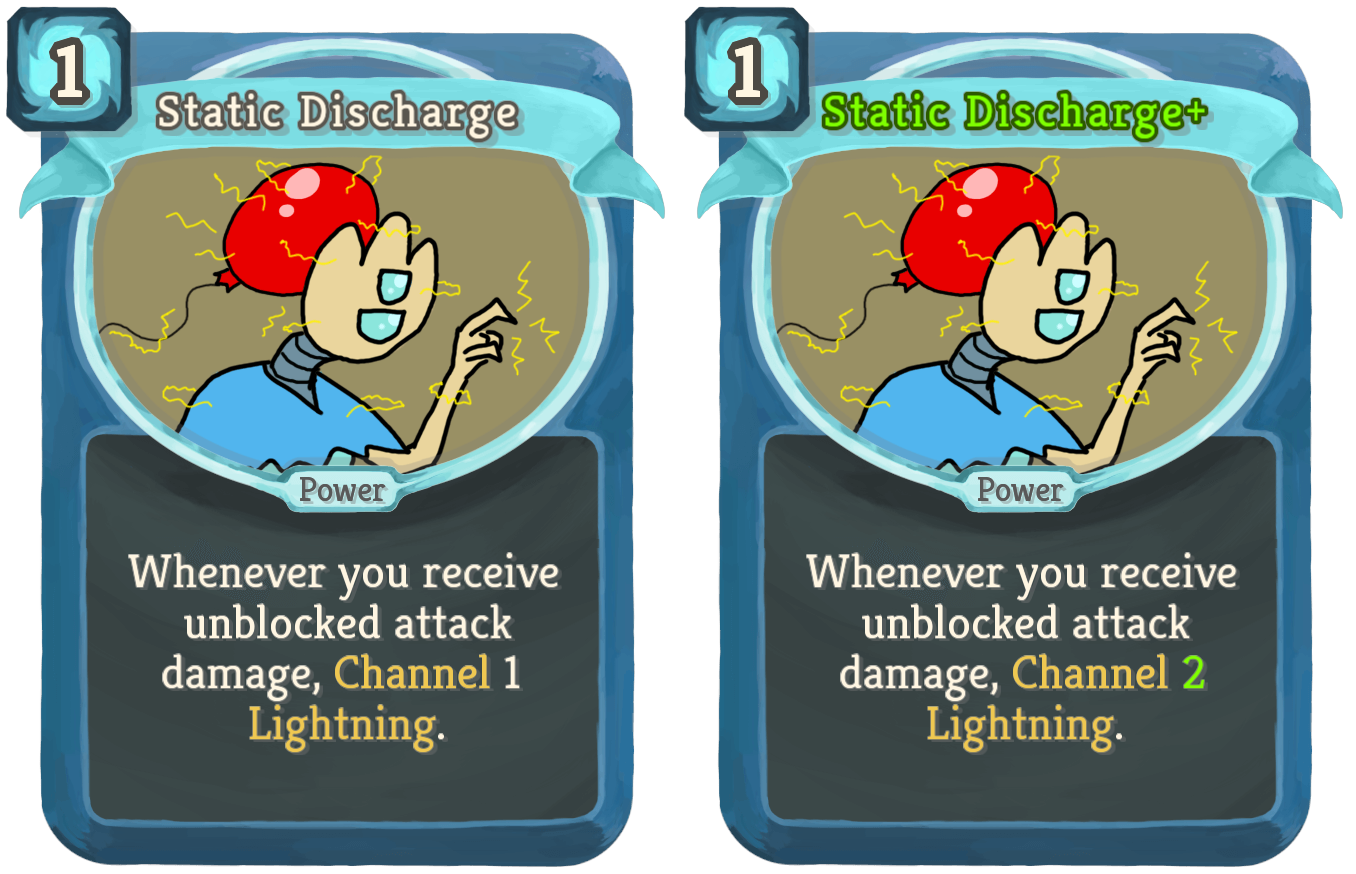 1
Static Discharge
Power
Whenever you receive
unblocked attack
damage, Channel 1
Lightning.
1
Static Discharge+
Power
Whenever you receive
unblocked attack
damage, Channel 2
Lightning.